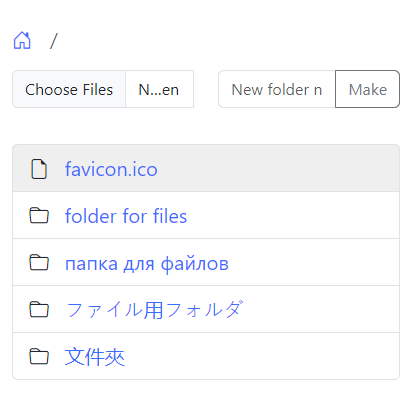 /
Choose Files N...en New folder n Make
favicon.ico
folder for files
папка для файлов
ファイル用フォルダ
文件夾